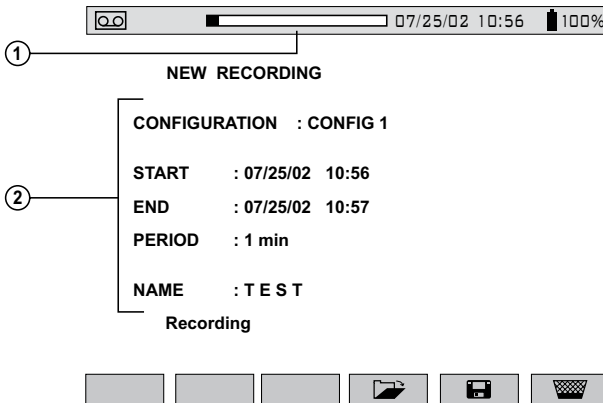 07/25/02 10:56 100%
1
NEW RECORDING
CONFIGURATION : CONFIG 1
START : 07/25/02 10:56
2
END : 07/25/02 10:57
PERIOD : 1 min
NAME : T E S T
Recording